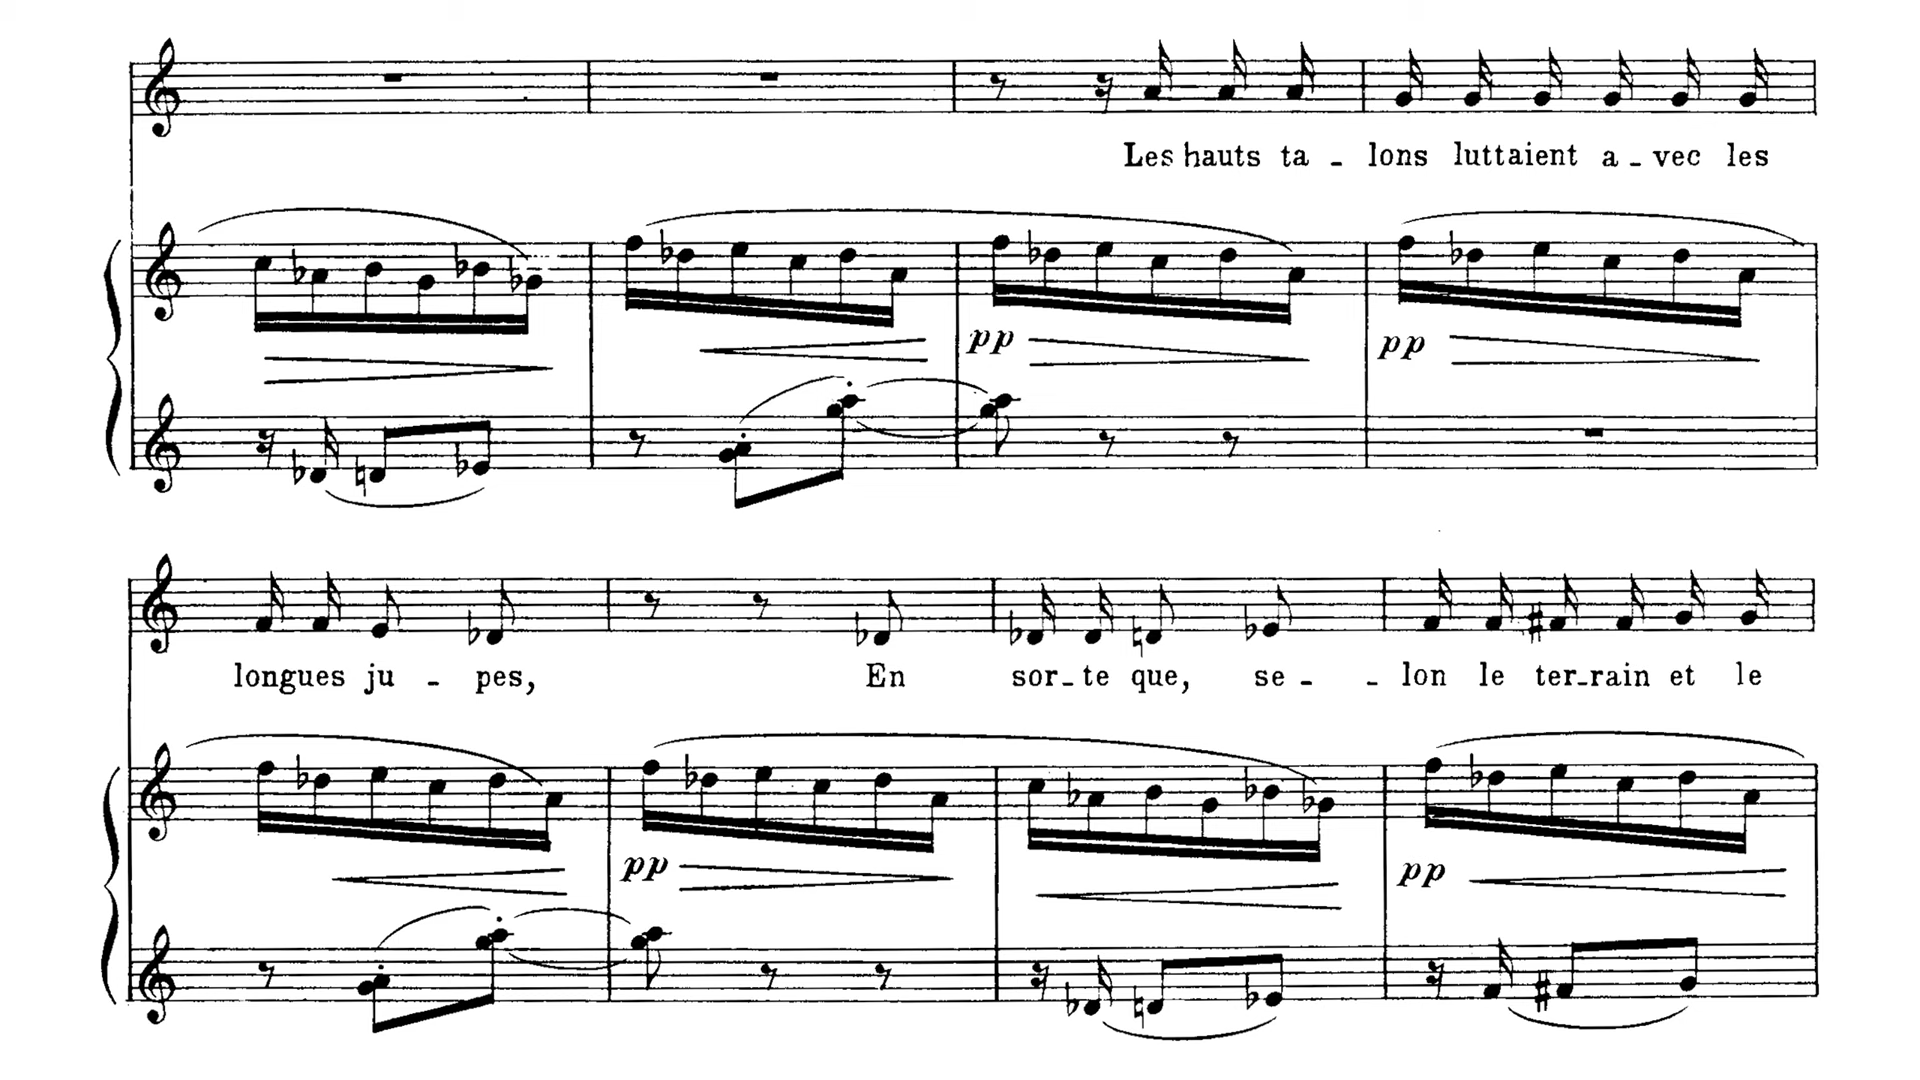 Les hauts ta - lons luttaient a - vec les
pp pp
longues ju - pes, En sor - te que, se - - lon le ter - rain et le
pp pp